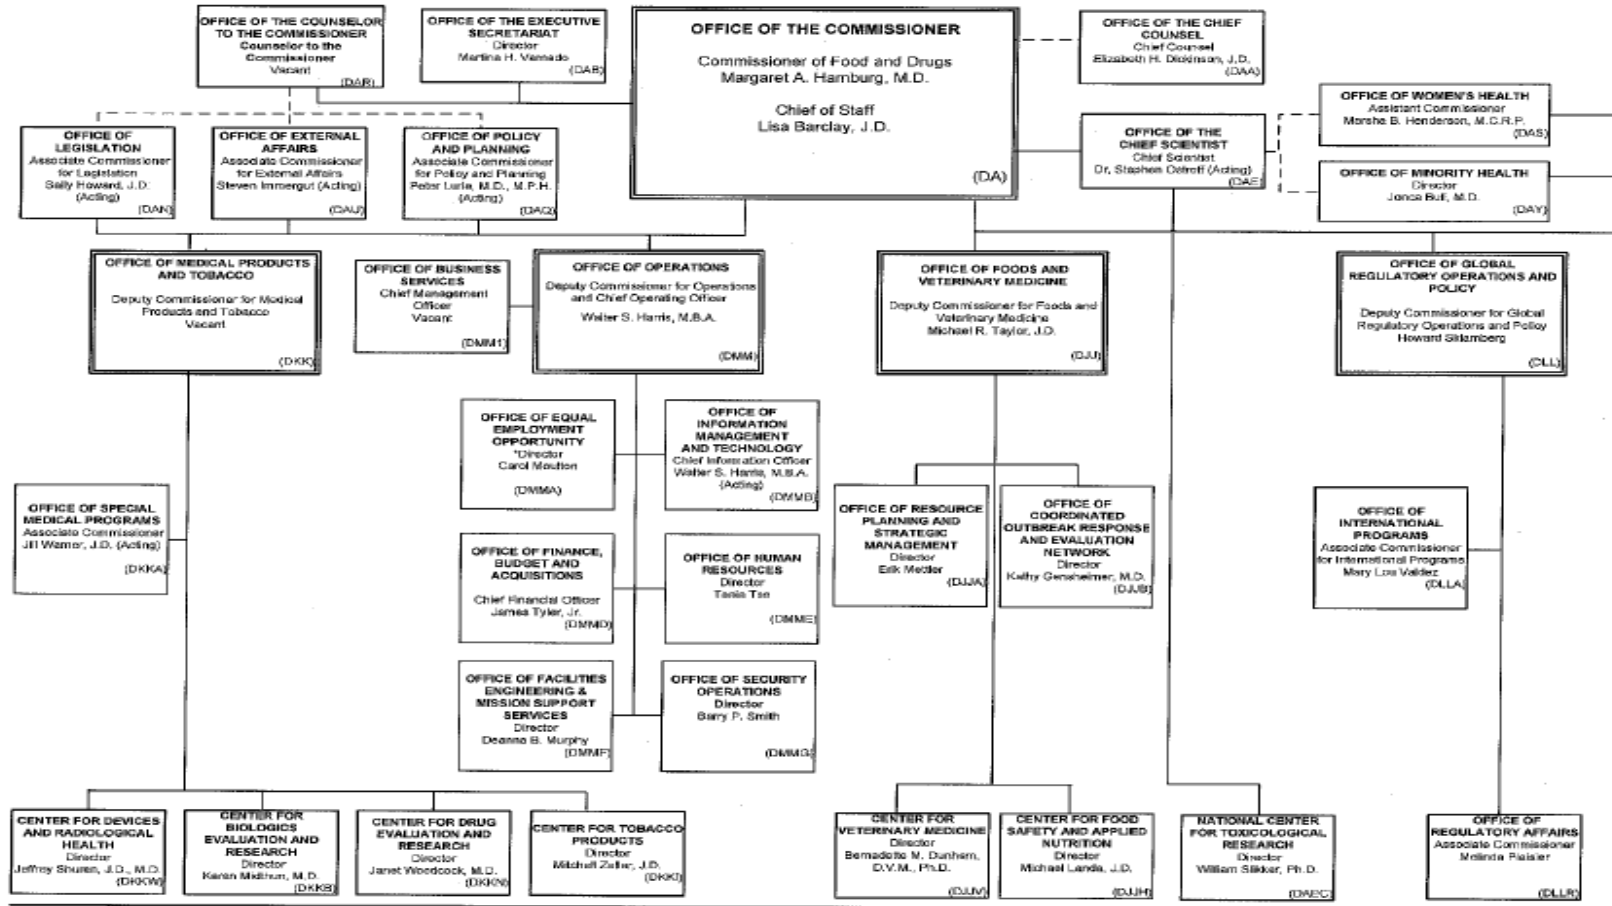 OFFICE OF THE COUNSELOR
TO THE COMMISSIONER
Counselor to the
Commissioner
Vacant
(DAR)
OFFICE OF THE EXECUTIVE
SECRETARIAT
Director
Martina H. Varnado
(DAB)
OFFICE OF THE COMMISSIONER
Commissioner of Food and Drugs
Margaret A. Hamburg, M.D.
Chief of Staff
Lisa Barclay, J.D.
(DA)
OFFICE OF THE CHIEF
COUNSEL
Chief Counsel
Elizabeth H. Dickinson, J.D.
(DAA)
OFFICE OF WOMEN'S HEALTH
Assistant Commissioner
Marsha B. Henderson, M.C.R.P.
(DAS)
OFFICE OF THE
CHIEF SCIENTIST
Chief Scientist
Dr. Stephen Ostroff (Acting)
(DAE
OFFICE OF MINORITY HEALTH
Director
Jonca Bull, M.D.
(DAY)
OFFICE OF
LEGISLATION
Associate Commissioner
for Legislation
Sally Howard, J.D.
(Acting)
(DAN)
OFFICE OF EXTERNAL
AFFAIRS
Associate Commissioner
for External Affairs
Steven Immergut (Acting)
(DAU)
OFFICE OF POLICY
AND PLANNING
Associate Commissioner
for Policy and Planning
Peter Lurie, M.D., M.P.H.
(Acting)
(DAQ)
OFFICE OF MEDICAL PRODUCTS
AND TOBACCO
Deputy Commissioner for Medical
Products and Tobacco
Vacant
(DKK)
OFFICE OF BUSINESS
SERVICES
Chief Management
Officer
Vacant
(DMM1)
OFFICE OF OPERATIONS
Deputy Commissioner for Operations
and Chief Operating Officer
Walter S. Harris, M.B.A.
(DMM)
OFFICE OF FOODS AND
VETERINARY MEDICINE
Deputy Commissioner for Foods and
Veterinary Medicine
Michael R. Taylor, J.D.
(DJJ)
OFFICE OF GLOBAL
REGULATORY OPERATIONS AND
POLICY
Deputy Commissioner for Global
Regulatory Operations and Policy
Howard Sklamberg
(DLL)
OFFICE OF EQUAL
EMPLOYMENT
OPPORTUNITY
*Director
Carol Moulton
(DMMA)
OFFICE OF
INFORMATION
MANAGEMENT
AND TECHNOLOGY
Chief Information Officer
Walter S. Harris, M.B.A.
(Acting)
(DMMB)
OFFICE OF SPECIAL
MEDICAL PROGRAMS
Associate Commissioner
Jill Warner, J.D. (Acting)
(DKKA)
OFFICE OF RESOURCE
PLANNING AND
STRATEGIC
MANAGEMENT
Director
Erik Mettler
(DJJA)
OFFICE OF
COORDINATED
OUTBREAK RESPONSE
AND EVALUATION
NETWORK
Director
Kathy Gensheimer, M.D.
(DJJB)
OFFICE OF
INTERNATIONAL
PROGRAMS
Associate Commissioner
for International Programs
Mary Lou Valdez
(DLLA)
OFFICE OF FINANCE,
BUDGET AND
ACQUISITIONS
Chief Financial Officer
James Tyler, Jr.
(DMMD)
OFFICE OF HUMAN
RESOURCES
Director
Tania Tse
(DMME)
OFFICE OF FACILITIES
ENGINEERING &
MISSION SUPPORT
SERVICES
Director
Deanna B. Murphy
(DMMF)
OFFICE OF SECURITY
OPERATIONS
Director
Barry P. Smith
(DMMG)
CENTER FOR DEVICES
AND RADIOLOGICAL
HEALTH
Director
Jeffrey Shuren, J.D., M.D.
(DKKW)
CENTER FOR
BIOLOGICS
EVALUATION AND
RESEARCH
Director
Karen Midthun, M.D.
(DKKB)
CENTER FOR DRUG
EVALUATION AND
RESEARCH
Director
Janet Woodcock, M.D.
(DKKN)
CENTER FOR TOBACCO
PRODUCTS
Director
Mitchell Zeller, J.D.
(DKKI)
CENTER FOR
VETERINARY MEDICINE
Director
Bernadette M. Dunham,
D.V.M., Ph.D.
(DJJV)
CENTER FOR FOOD
SAFETY AND APPLIED
NUTRITION
Director
Michael Landa, J.D.
(DJJH)
NATIONAL CENTER
FOR TOXICOLOGICAL
RESEARCH
Director
William Slikker, Ph.D.
(DAEC)
OFFICE OF
REGULATORY AFFAIRS
Associate Commissioner
Melinda Plaisier
(DLLR)